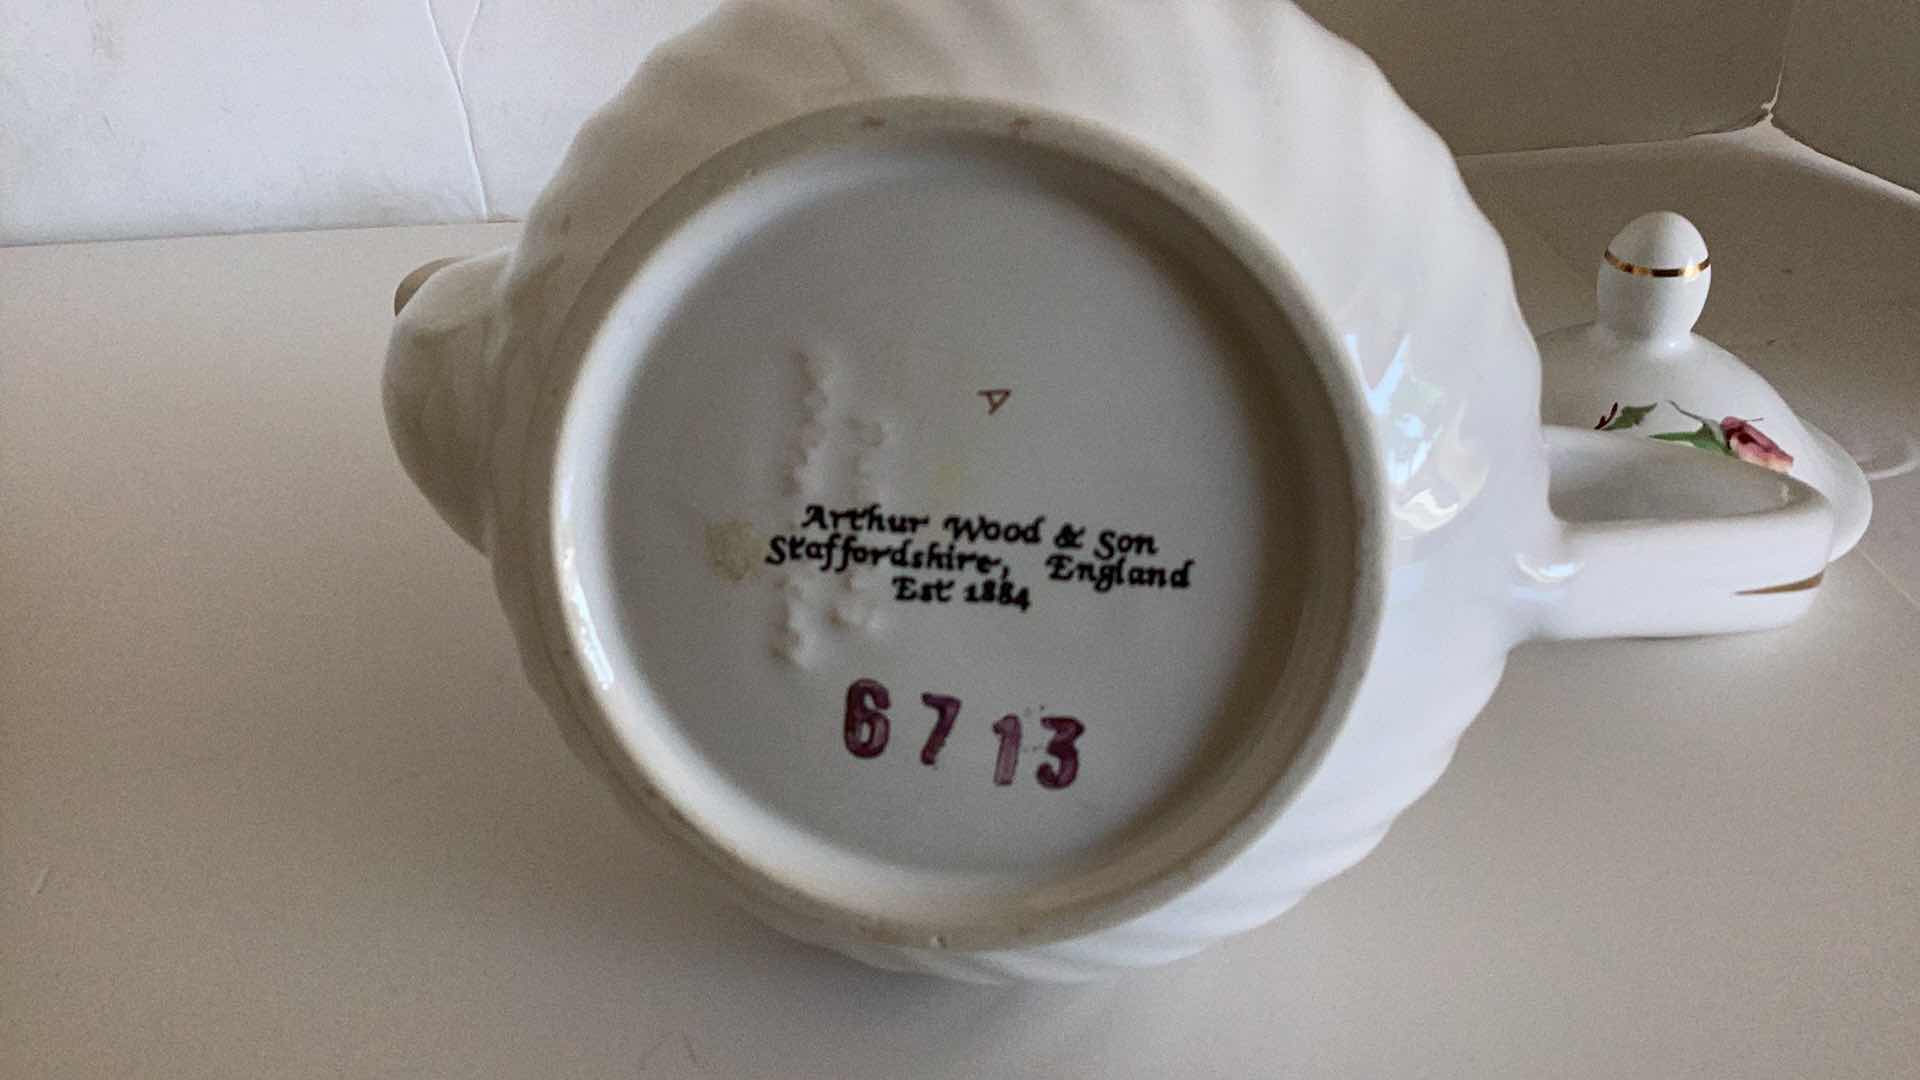 Arthur Wood & Son
Staffordshire, England
Est 1884
6713